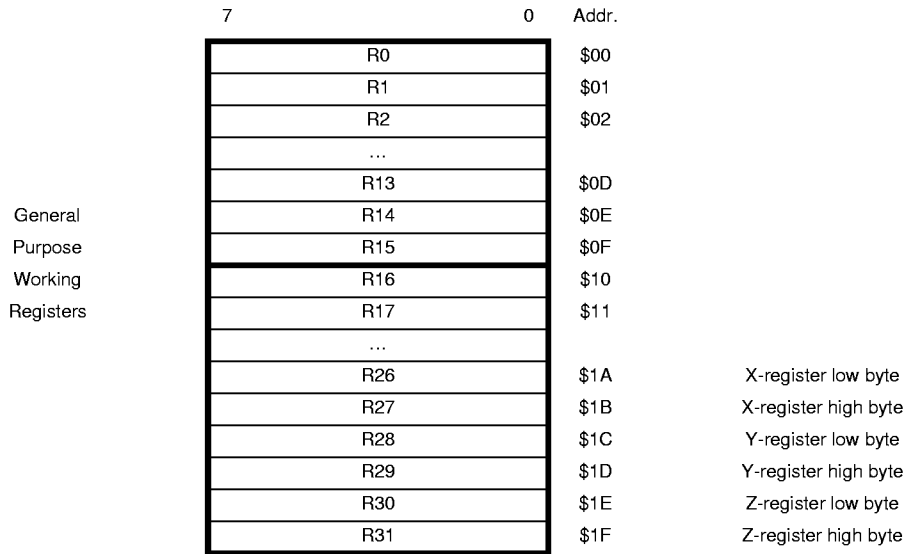 7 0 Addr.
R0 $00
R1 $01
R2 $02
...
R13 $0D
General R14 $0E
Purpose R15 $0F
Working R16 $10
Registers R17 $11
...
R26 $1A X-register low byte
R27 $1B X-register high byte
R28 $1C Y-register low byte
R29 $1D Y-register high byte
R30 $1E Z-register low byte
R31 $1F Z-register high byte